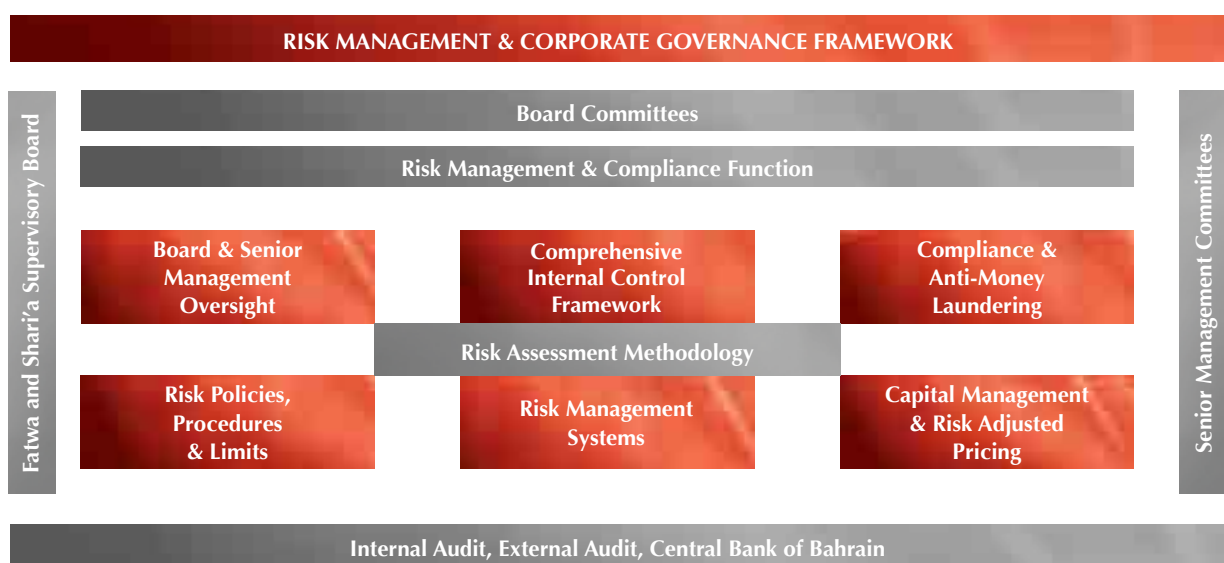 RISK MANAGEMENT & CORPORATE GOVERNANCE FRAMEWORK
Fatwa and Shari'a Supervisory Board
Board Committees
Risk Management & Compliance Function
Board & Senior
Management
Oversight
Comprehensive
Internal Control
Framework
Compliance &
Anti-Money
Laundering
Risk Assessment Methodology
Risk Policies,
Procedures
& Limits
Risk Management
Systems
Capital Management
& Risk Adjusted
Pricing
Senior Management Committees
Internal Audit, External Audit, Central Bank of Bahrain